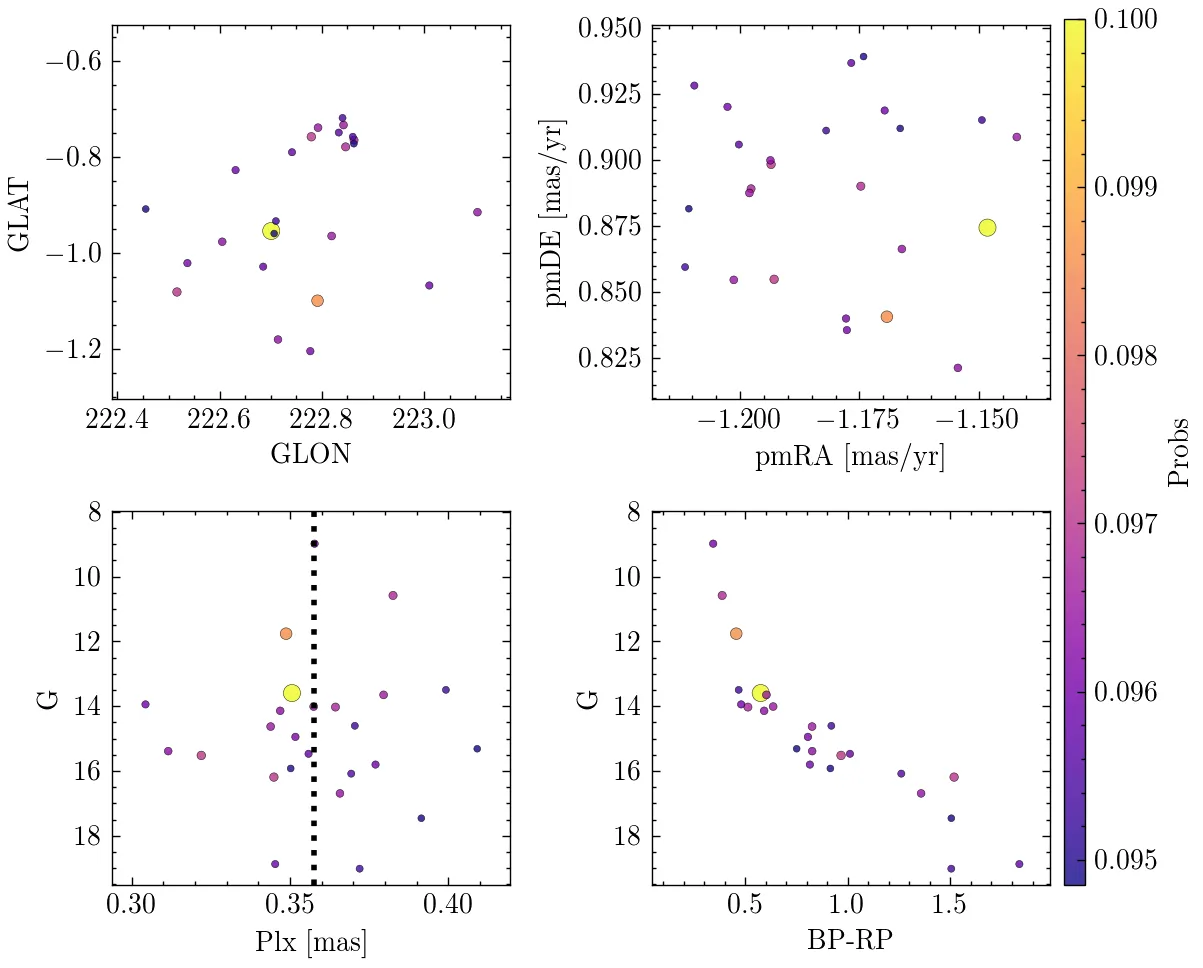 −0.6
−0.8
−1.0
−1.2
GLAT
222.4 222.6 222.8 223.0
GLON
0.950
0.925
0.900
0.875
0.850
0.825
pmDE [mas/yr]
−1.200 −1.175 −1.150
pmRA [mas/yr]
8
10
12
14
16
18
G
0.30 0.35 0.40
Plx [mas]
8
10
12
14
16
18
G
0.5 1.0 1.5
BP-RP
0.100
0.099
0.098
0.097
0.096
0.095
Probs